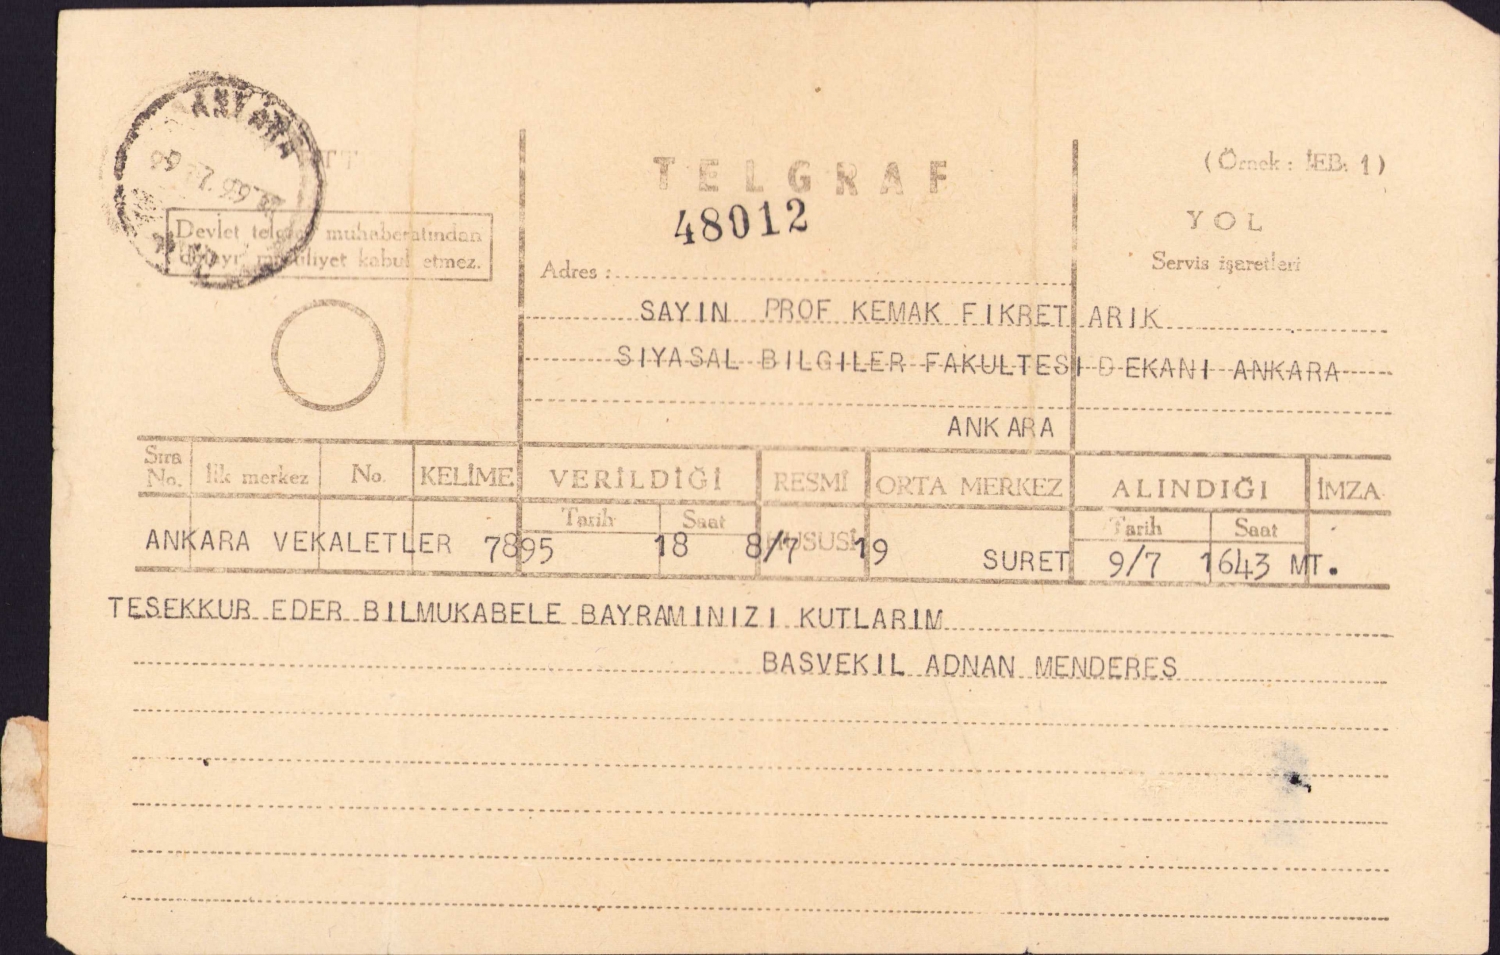 ANKARA
PTT
TELGRAF
(Örnek : İEB: 1)
48012
YOL
Devlet telgraf muhaberatından
dolayı mesuliyet kabul etmez.
Servis işaretleri
Adres :
SAYIN PROF KEMAK FIKRET ARIK
SIYASAL BILGILER FAKULTESI DEKANI ANKARA
ANKARA
Sıra No. İlk merkez No. KELİME VERİLDİĞİ RESMİ ORTA MERKEZ ALINDIĞI İMZA
Tarih Saat HUSUSİ Tarih Saat
ANKARA VEKALETLER 7895 18 8/7 19 SURET 9/7 1643 MT.
TESEKKUR EDER BILMUKABELE BAYRAMINIZI KUTLARIM
BASVEKIL ADNAN MENDERES